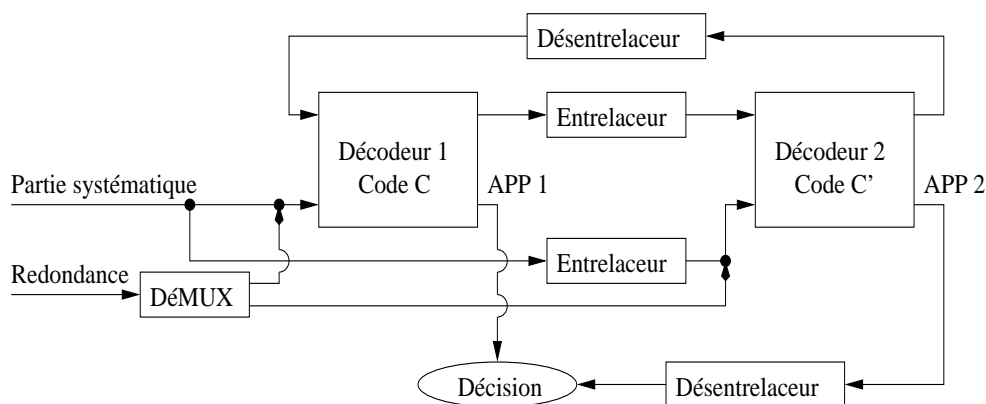 Désentrelaceur
Entrelaceur
Décodeur 1
Code C
Décodeur 2
Code C'
Partie systématique
APP 1
APP 2
Entrelaceur
Redondance
DéMUX
Décision
Désentrelaceur